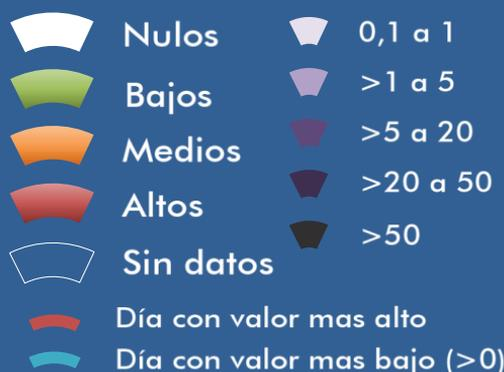 Nulos
Bajos
Medios
Altos
Sin datos
0,1 a 1
>1 a 5
>5 a 20
>20 a 50
>50
Día con valor mas alto
Día con valor mas bajo (>0)